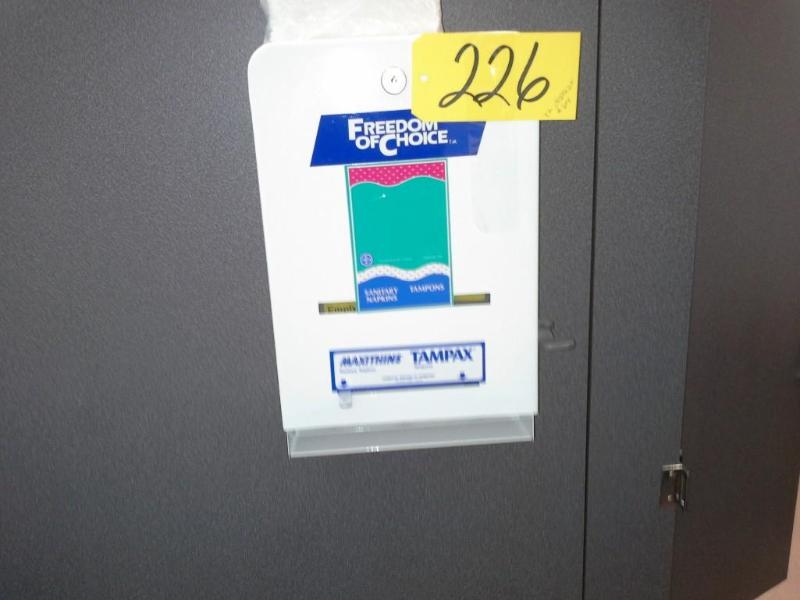 226
FREEDOM
OF CHOICE
SANITARY
NAPKINS
TAMPONS
MAXITHINS
TAMPAX